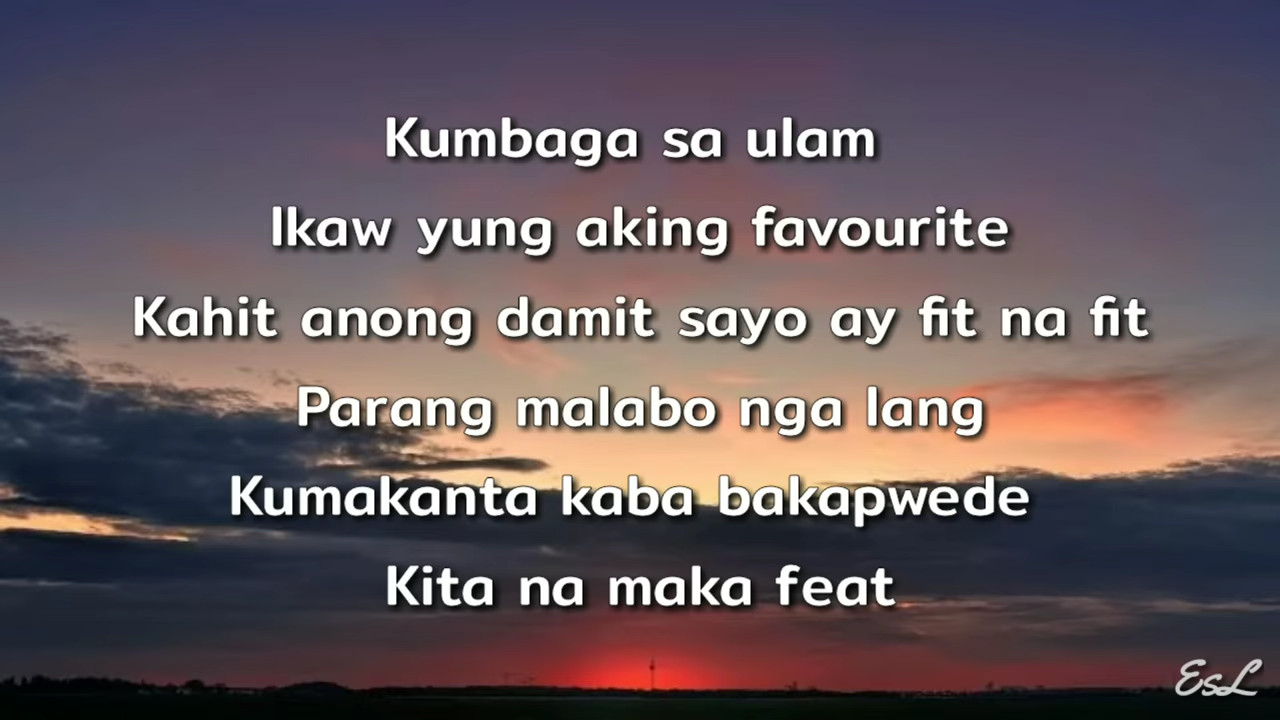 Kumbaga sa ulam
Ikaw yung aking favourite
Kahit anong damit sayo ay fit na fit
Parang malabo nga lang
Kumakanta kaba bakapwede
Kita na maka feat
EsL